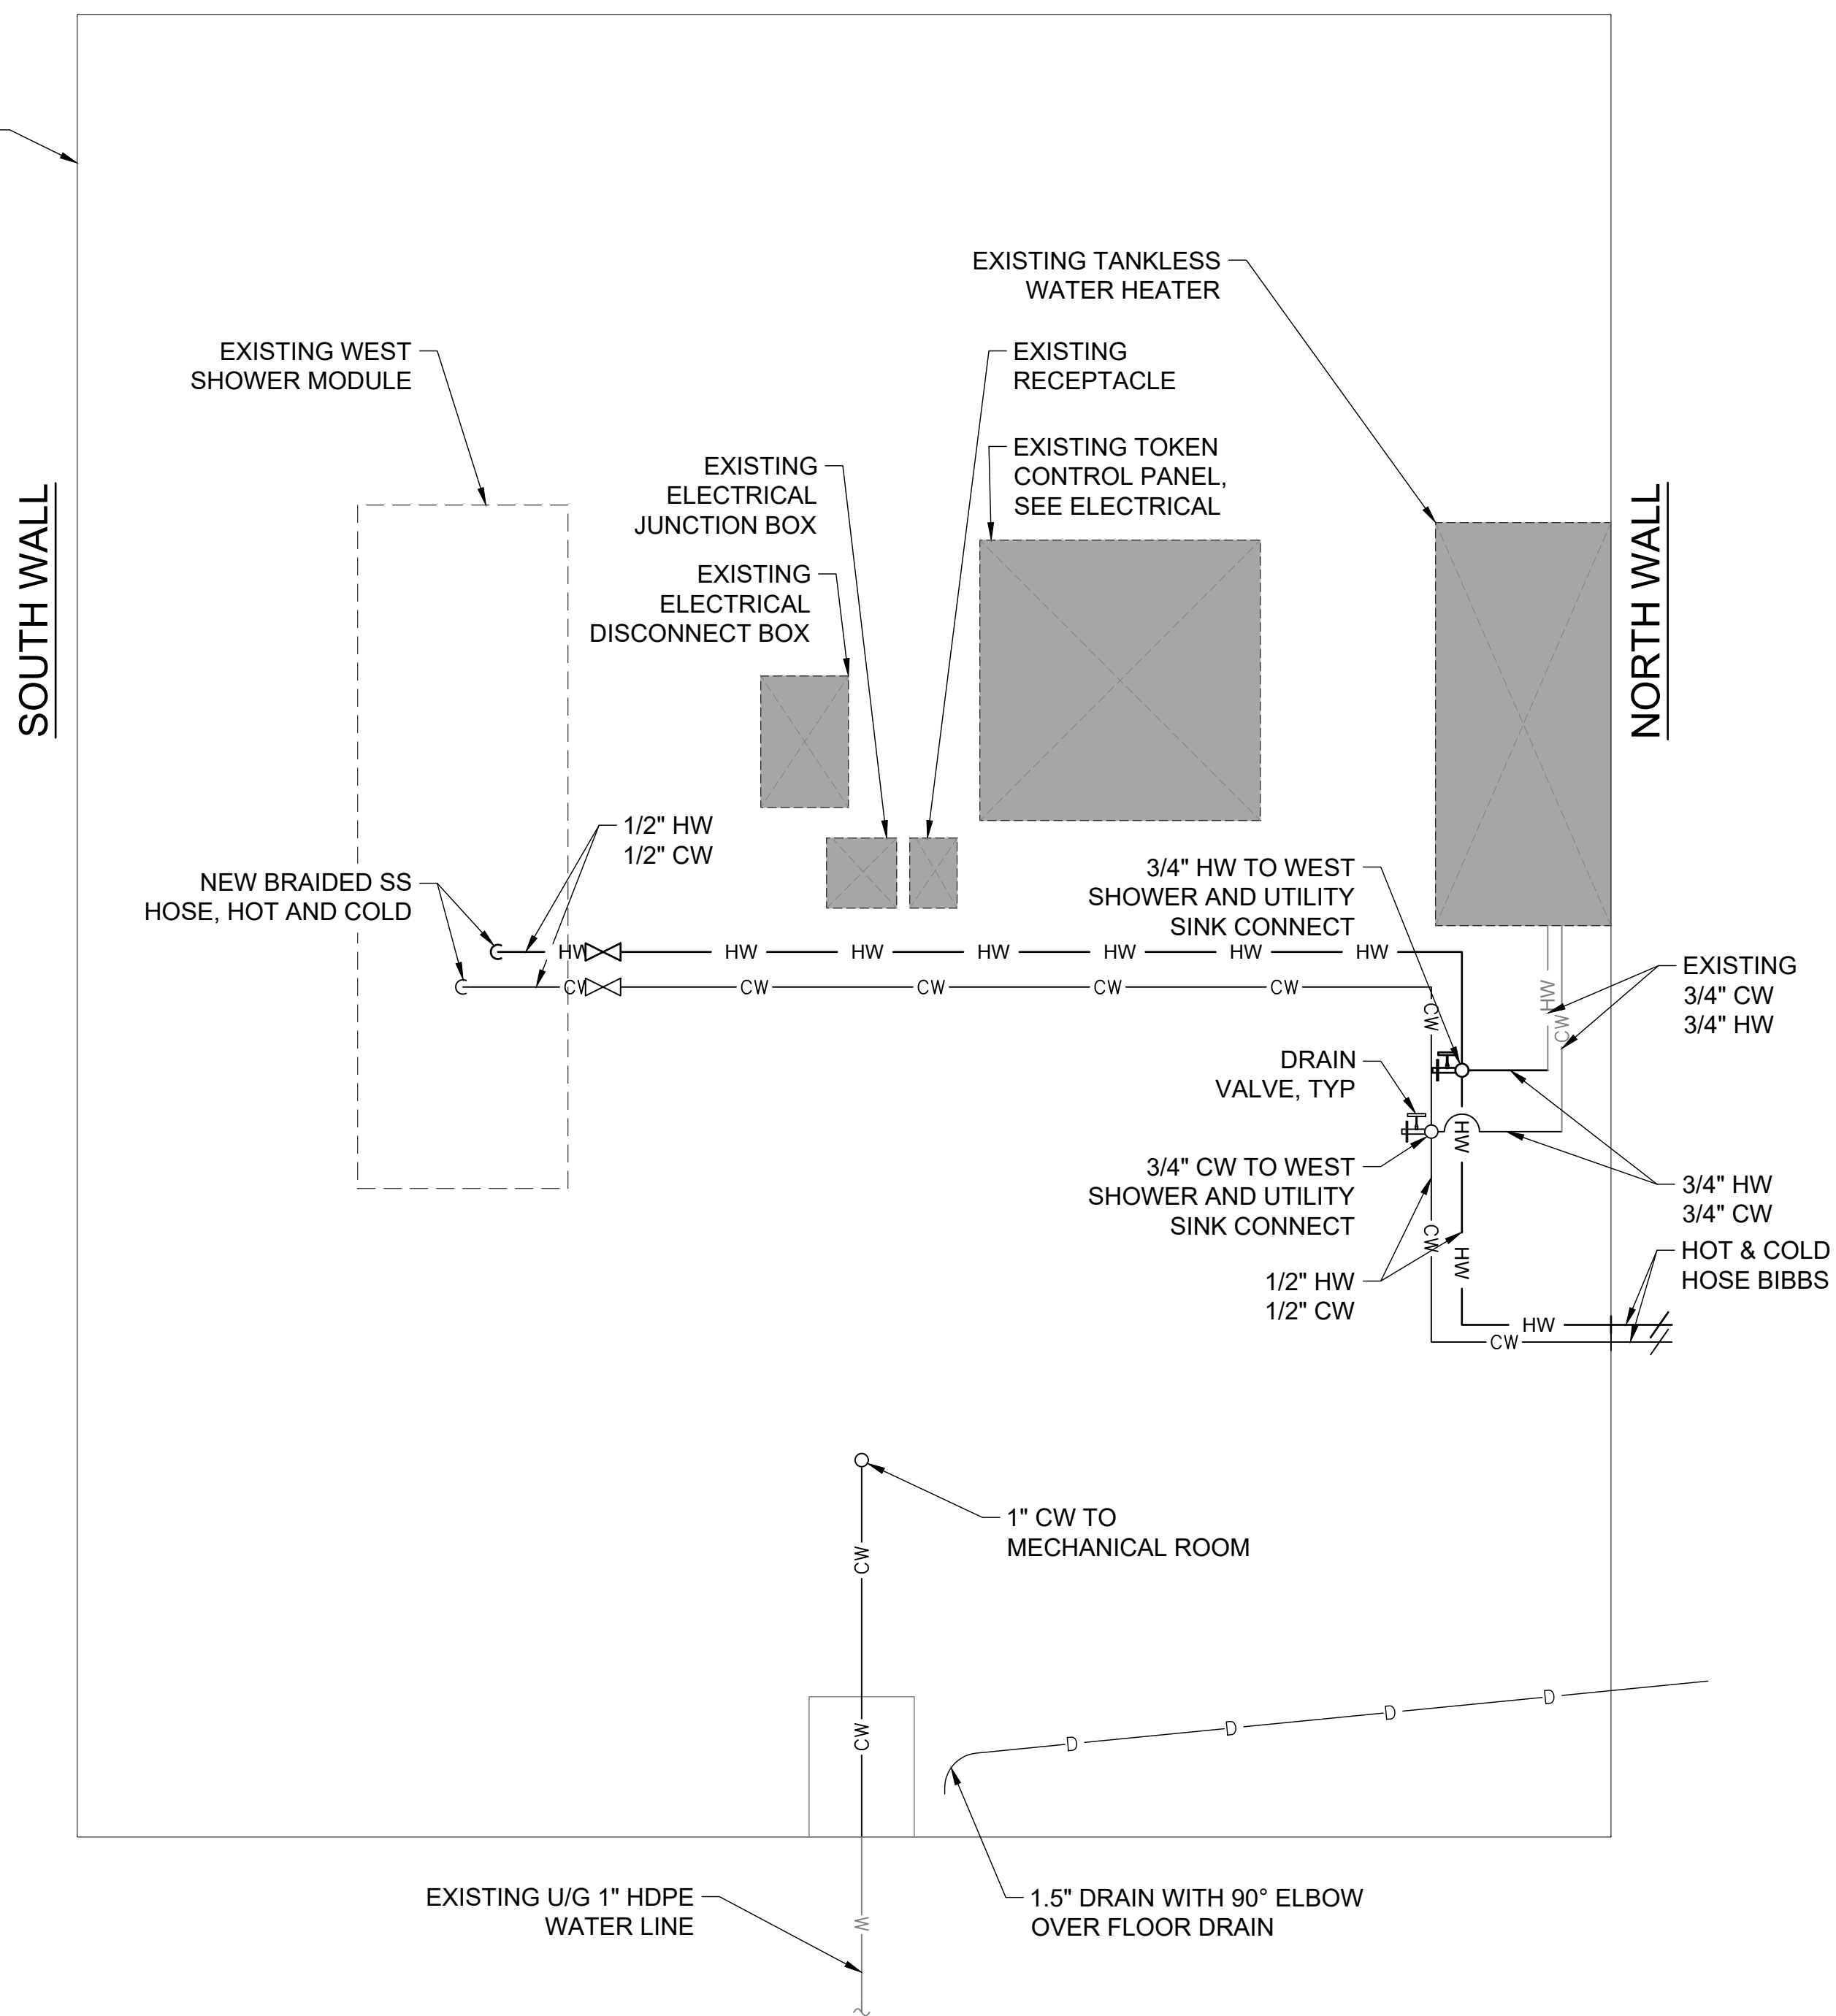 EXISTING TANKLESS
WATER HEATER
EXISTING WEST
SHOWER MODULE
EXISTING
RECEPTACLE
EXISTING
ELECTRICAL
JUNCTION BOX
EXISTING TOKEN
CONTROL PANEL,
SEE ELECTRICAL
SOUTH WALL
NORTH WALL
EXISTING
ELECTRICAL
DISCONNECT BOX
1/2" HW
1/2" CW
NEW BRAIDED SS
HOSE, HOT AND COLD
3/4" HW TO WEST
SHOWER AND UTILITY
SINK CONNECT
HW HW HW HW HW HW HW
CW CW CW CW CW
CW
HW
CW
EXISTING
3/4" CW
3/4" HW
DRAIN
VALVE, TYP
HW
3/4" CW TO WEST
SHOWER AND UTILITY
SINK CONNECT
3/4" HW
3/4" CW
CW
HW
HOT & COLD
HOSE BIBBS
1/2" HW
1/2" CW
HW
CW
1" CW TO
MECHANICAL ROOM
CW
CW
D D D D
EXISTING U/G 1" HDPE
WATER LINE
W
1.5" DRAIN WITH 90° ELBOW
OVER FLOOR DRAIN